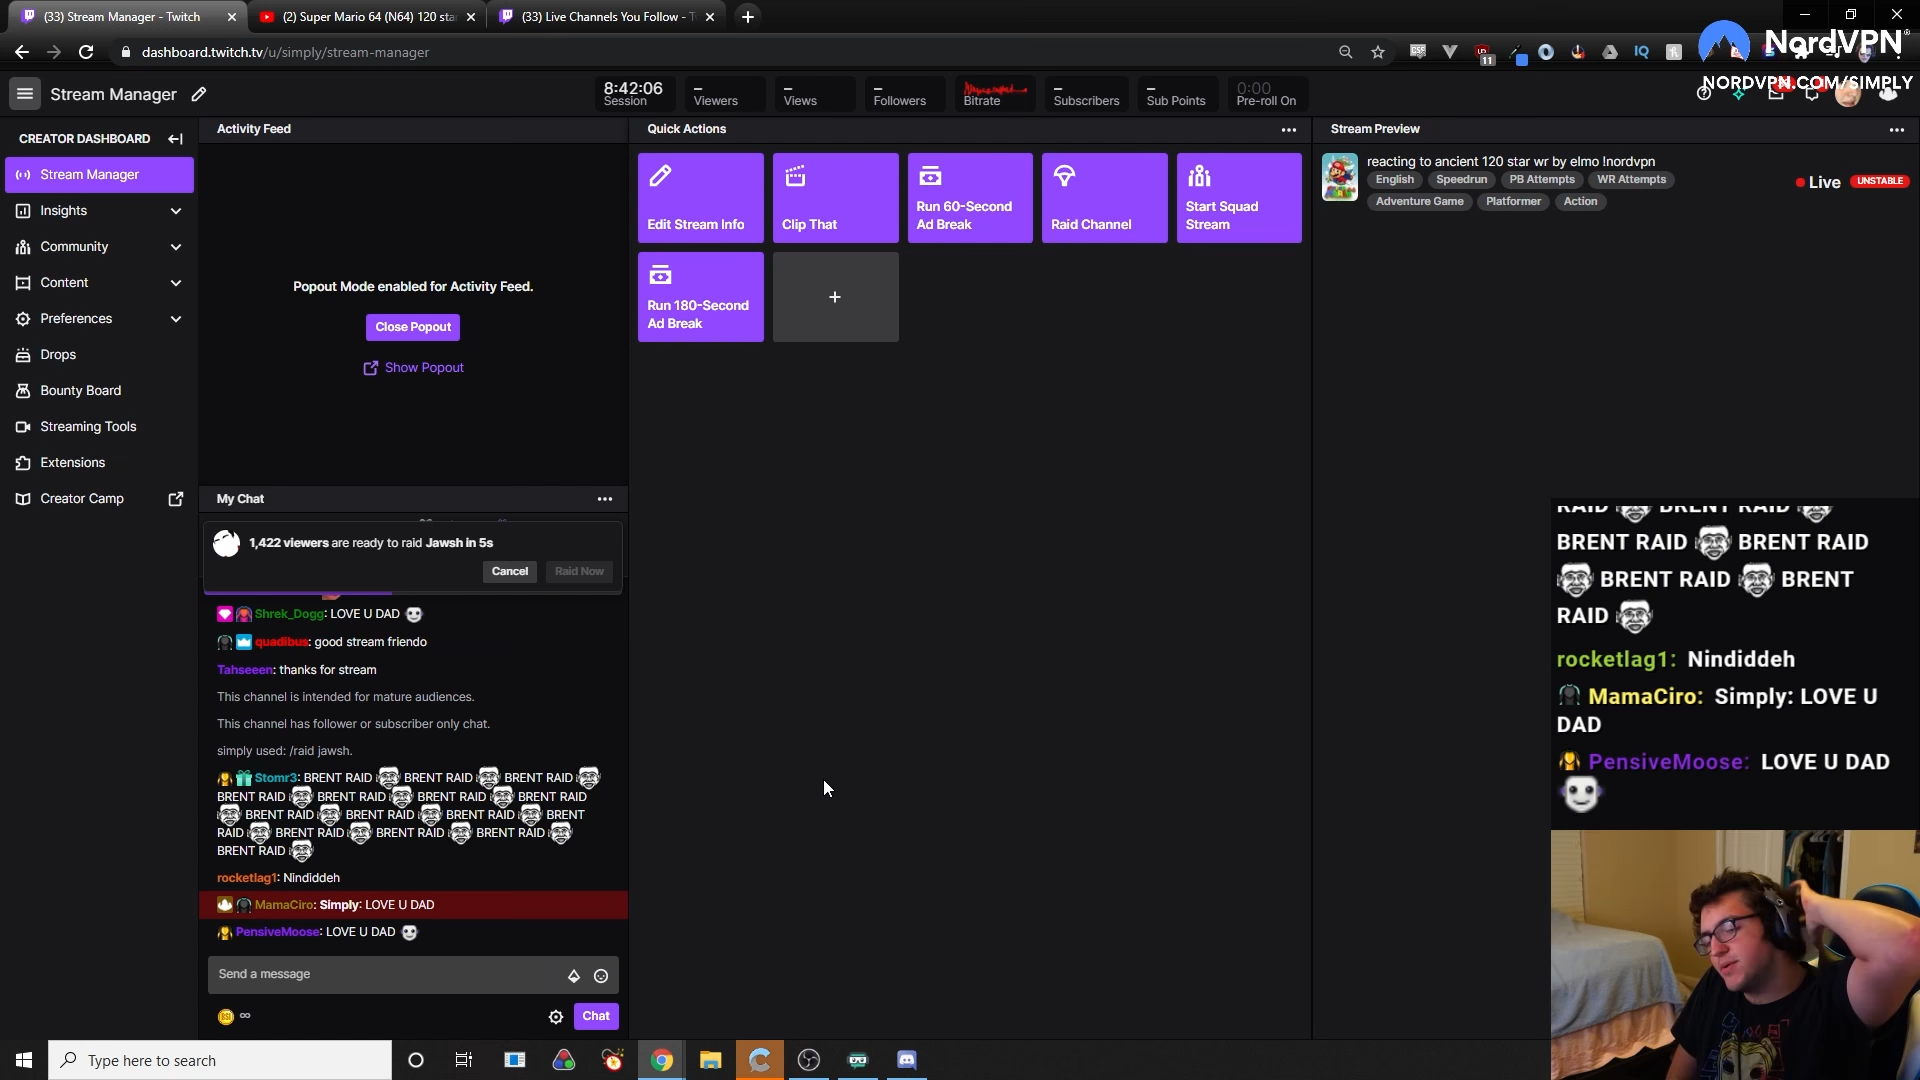 (33) Stream Manager - Twitch
(2) Super Mario 64 (N64) 120 star
(33) Live Channels You Follow - T
dashboard.twitch.tv/u/simply/stream-manager
11
IQ
NordVPN®
NORDVPN.COM/SIMPLY
Stream Manager
8:42:06
Session
–
Viewers
–
Views
–
Followers
Bitrate
–
Subscribers
–
Sub Points
0:00
Pre-roll On
CREATOR DASHBOARD
Stream Manager
Insights
Community
Content
Preferences
Drops
Bounty Board
Streaming Tools
Extensions
Creator Camp
Activity Feed
Popout Mode enabled for Activity Feed.
Close Popout
Show Popout
My Chat
1,422 viewers are ready to raid Jawsh in 5s
Cancel
Raid Now
Shrek_Dogg: LOVE U DAD
quadibus: good stream friendo
Tahseeen: thanks for stream
This channel is intended for mature audiences.
This channel has follower or subscriber only chat.
simply used: /raid jawsh.
Stomr3: BRENT RAID BRENT RAID BRENT RAID
BRENT RAID BRENT RAID BRENT RAID BRENT RAID
BRENT RAID BRENT RAID BRENT RAID BRENT
RAID BRENT RAID BRENT RAID BRENT RAID
BRENT RAID
rocketlag1: Nindiddeh
MamaCiro: Simply: LOVE U DAD
PensiveMoose: LOVE U DAD
Send a message
Chat
Quick Actions
Edit Stream Info
Clip That
Run 60-Second
Ad Break
Raid Channel
Start Squad
Stream
Run 180-Second
Ad Break
+
Stream Preview
reacting to ancient 120 star wr by elmo !nordvpn
English
Speedrun
PB Attempts
WR Attempts
Adventure Game
Platformer
Action
Live
UNSTABLE
RAID BRENT RAID
BRENT RAID BRENT RAID
BRENT RAID BRENT
RAID
rocketlag1: Nindiddeh
MamaCiro: Simply: LOVE U
DAD
PensiveMoose: LOVE U DAD
Type here to search